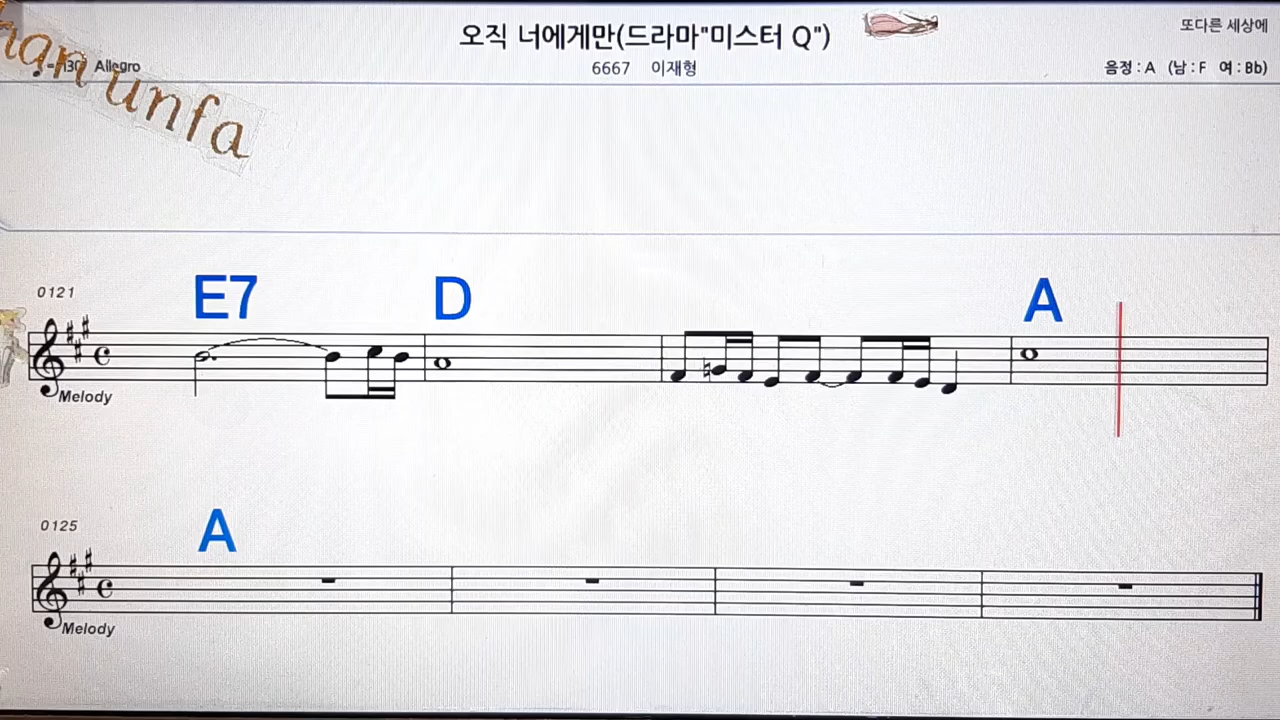 오직 너에게만(드라마"미스터 Q")
또다른 세상에
Allegro
6667 이재형
음정 : A (남 : F 여 : Bb)
unfa
0121
E7 D A
Melody
0125
A
Melody